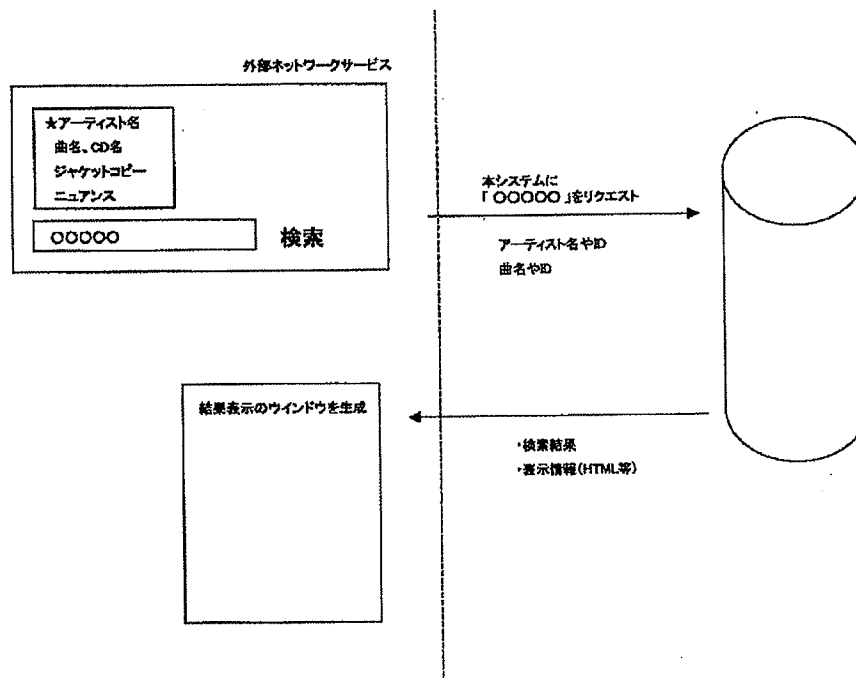 外部ネットワークサービス
★アーティスト名
曲名、CD名
ジャケットコピー
ニュアンス
○○○○○
検索
本システムに
「 ○○○○○ 」をリクエスト
アーティスト名やID
曲名やID
結果表示のウインドウを生成
・検索結果
・表示情報(HTML等)